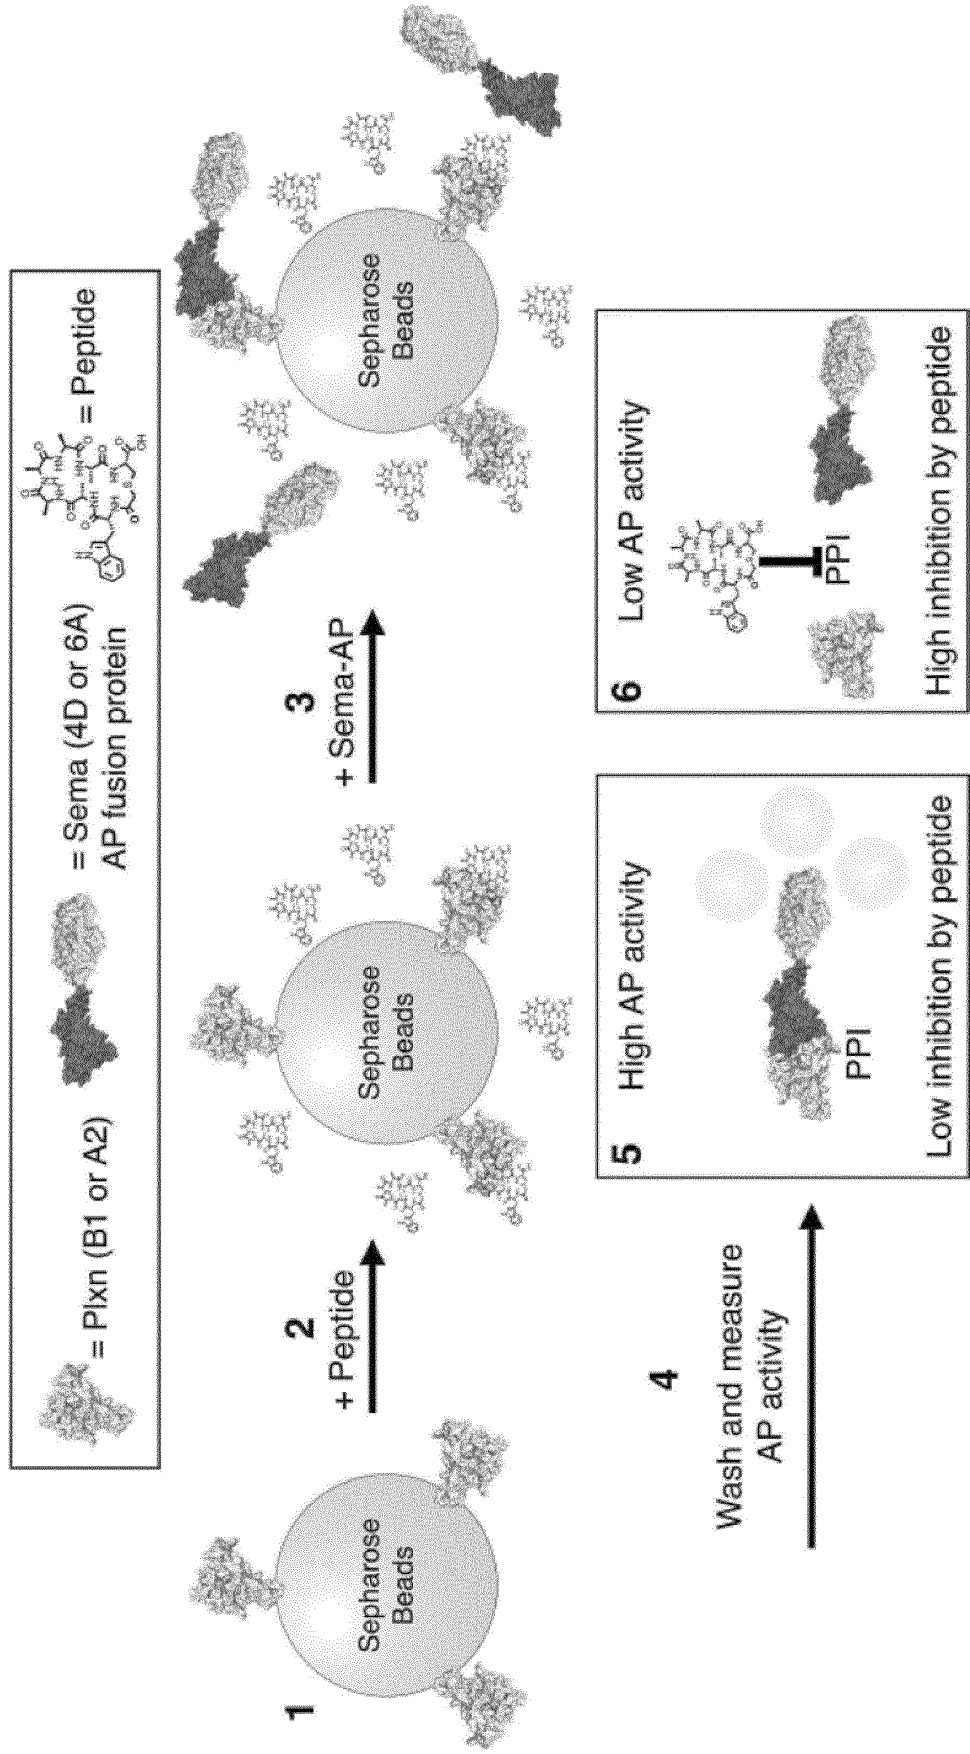 = Plxn (B1 or A2)
= Sema (4D or 6A)
AP fusion protein
= Peptide
1
Sepharose
Beads
2
+ Peptide
Sepharose
Beads
3
+ Sema-AP
Sepharose
Beads
4
Wash and measure
AP activity
5
High AP activity
PPI
Low inhibition by peptide
6
Low AP activity
PPI
High inhibition by peptide